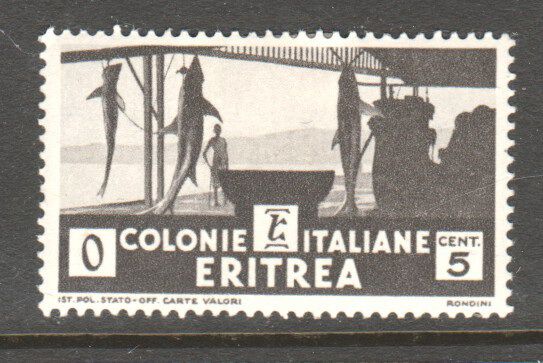 0 COLONIE ITALIANE CENT. 5
ERITREA
IST. POL. STATO-OFF. CARTE VALORI RONDINI